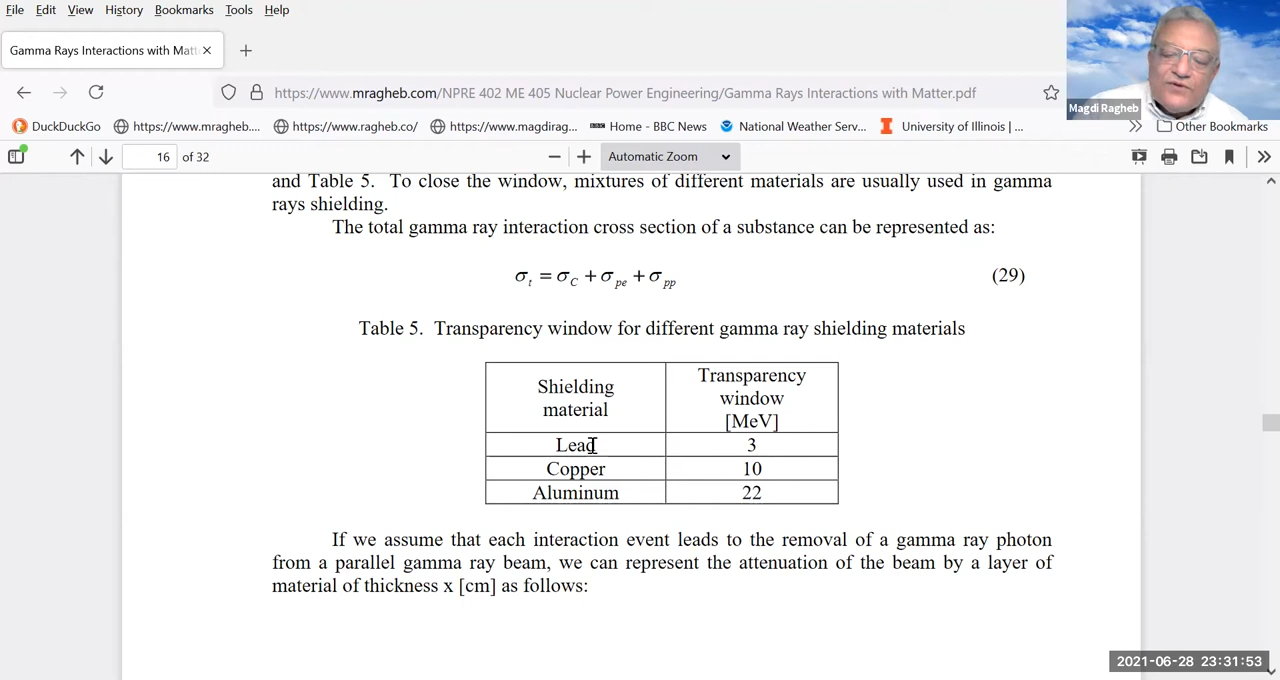 File Edit View History Bookmarks Tools Help
Gamma Rays Interactions with Matt
https://www.mragheb.com/NPRE 402 ME 405 Nuclear Power Engineering/Gamma Rays Interactions with Matter.pdf
Magdi Ragheb
DuckDuckGo https://www.mragheb.... https://www.ragheb.co/ https://www.magdirag... Home - BBC News National Weather Serv... University of Illinois | ... Other Bookmarks
16 of 32 Automatic Zoom
and Table 5. To close the window, mixtures of different materials are usually used in gamma
rays shielding.
The total gamma ray interaction cross section of a substance can be represented as:
σt = σC + σpe + σpp (29)
Table 5. Transparency window for different gamma ray shielding materials
Shielding material Transparency window [MeV]
Lead 3
Copper 10
Aluminum 22
If we assume that each interaction event leads to the removal of a gamma ray photon
from a parallel gamma ray beam, we can represent the attenuation of the beam by a layer of
material of thickness x [cm] as follows:
2021-06-28 23:31:53